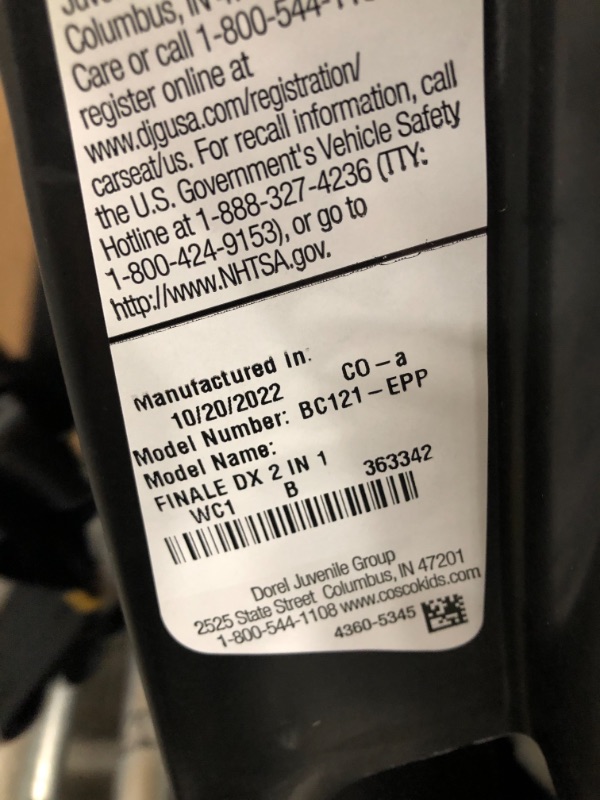 Columbus, IN
Care or call 1-800-544-
register online at
www.djgusa.com/registration/
carseat/us. For recall information, call
the U.S. Government's Vehicle Safety
Hotline at 1-888-327-4236 (TTY:
1-800-424-9153), or go to
http://www.NHTSA.gov.
Manufactured In:
10/20/2022 CO-a
Model Number: BC121-EPP
Model Name:
FINALE DX 2 IN 1 363342
WC1 B
Dorel Juvenile Group
2525 State Street Columbus, IN 47201
1-800-544-1108 www.coscokids.com
4360-5345